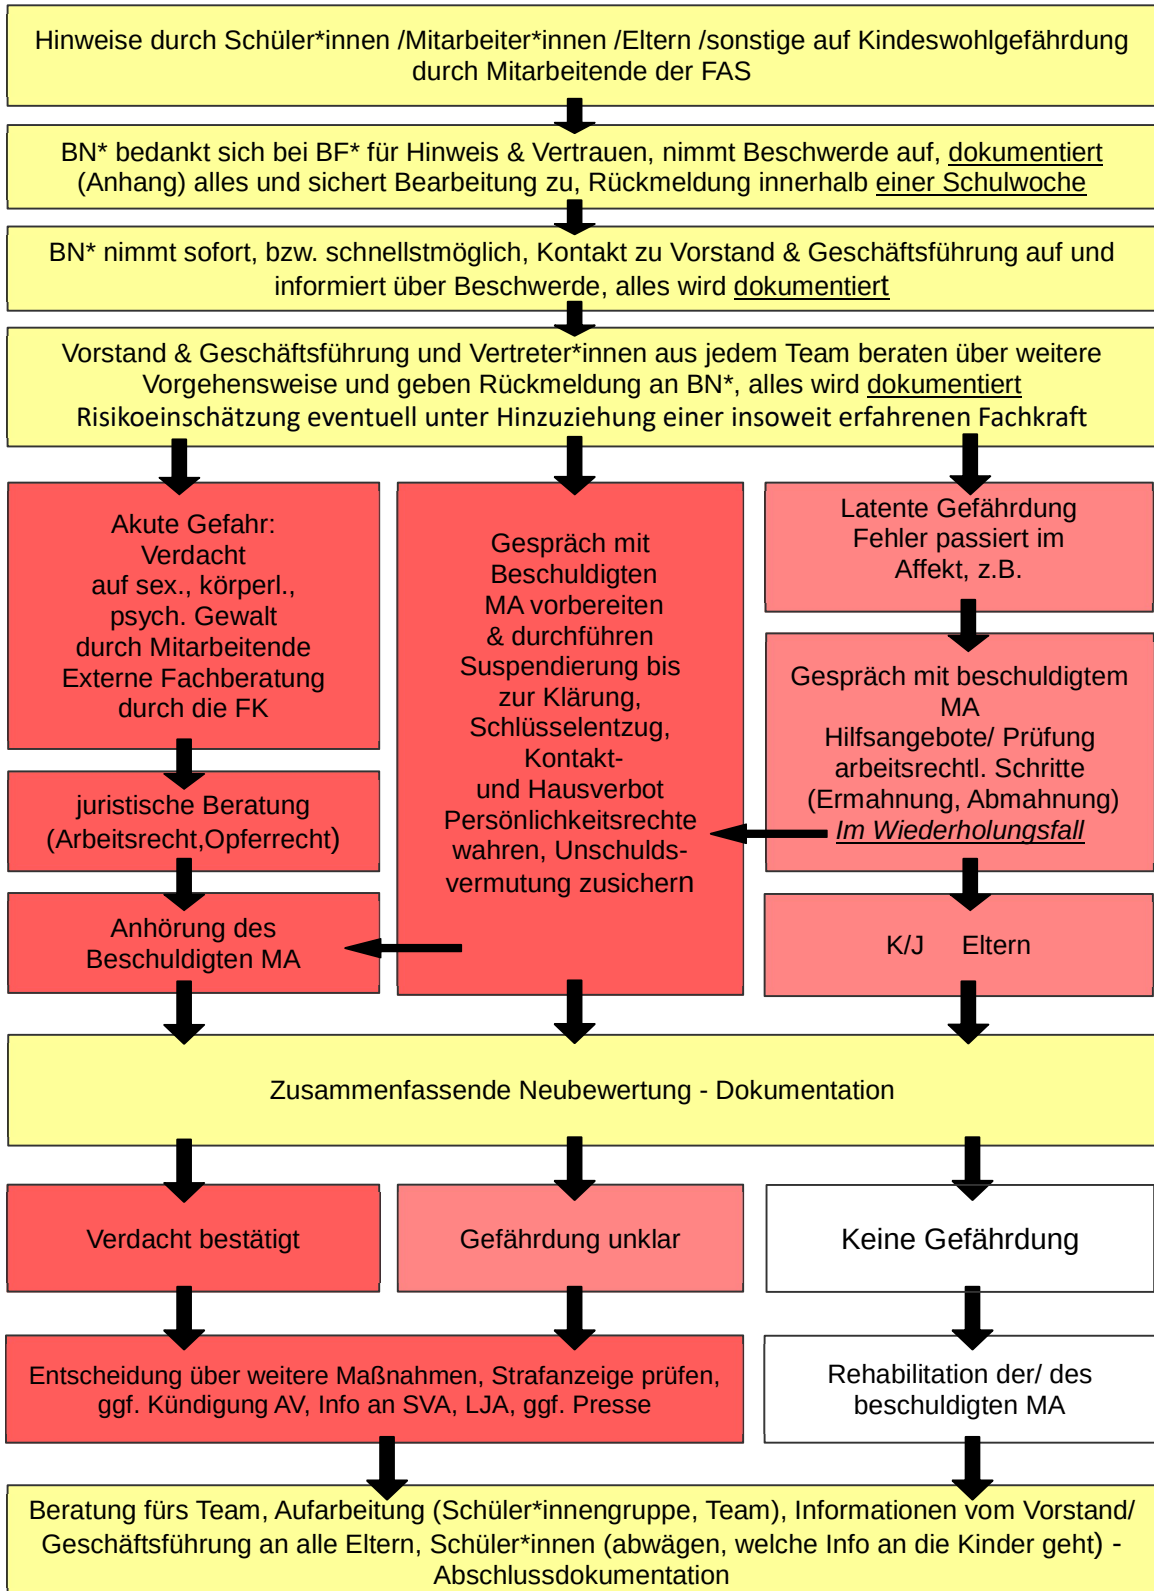 Hinweise durch Schüler*innen /Mitarbeiter*innen /Eltern /sonstige auf Kindeswohlgefährdung
durch Mitarbeitende der FAS
BN* bedankt sich bei BF* für Hinweis & Vertrauen, nimmt Beschwerde auf, dokumentiert
(Anhang) alles und sichert Bearbeitung zu, Rückmeldung innerhalb einer Schulwoche
BN* nimmt sofort, bzw. schnellstmöglich, Kontakt zu Vorstand & Geschäftsführung auf und
informiert über Beschwerde, alles wird dokumentiert
Vorstand & Geschäftsführung und Vertreter*innen aus jedem Team beraten über weitere
Vorgehensweise und geben Rückmeldung an BN*, alles wird dokumentiert
Risikoeinschätzung eventuell unter Hinzuziehung einer insoweit erfahrenen Fachkraft
Akute Gefahr:
Verdacht
auf sex., körperl.,
psych. Gewalt
durch Mitarbeitende
Externe Fachberatung
durch die FK
juristische Beratung
(Arbeitsrecht,Opferrecht)
Anhörung des
Beschuldigten MA
Gespräch mit
Beschuldigten
MA vorbereiten
& durchführen
Suspendierung bis
zur Klärung,
Schlüsselentzug,
Kontakt-
und Hausverbot
Persönlichkeitsrechte
wahren, Unschulds-
vermutung zusichern
Latente Gefährdung
Fehler passiert im
Affekt, z.B.
Gespräch mit beschuldigtem
MA
Hilfsangebote/ Prüfung
arbeitsrechtl. Schritte
(Ermahnung, Abmahnung)
Im Wiederholungsfall
K/J Eltern
Zusammenfassende Neubewertung - Dokumentation
Verdacht bestätigt
Gefährdung unklar
Keine Gefährdung
Entscheidung über weitere Maßnahmen, Strafanzeige prüfen,
ggf. Kündigung AV, Info an SVA, LJA, ggf. Presse
Rehabilitation der/ des
beschuldigten MA
Beratung fürs Team, Aufarbeitung (Schüler*innengruppe, Team), Informationen vom Vorstand/
Geschäftsführung an alle Eltern, Schüler*innen (abwägen, welche Info an die Kinder geht) -
Abschlussdokumentation